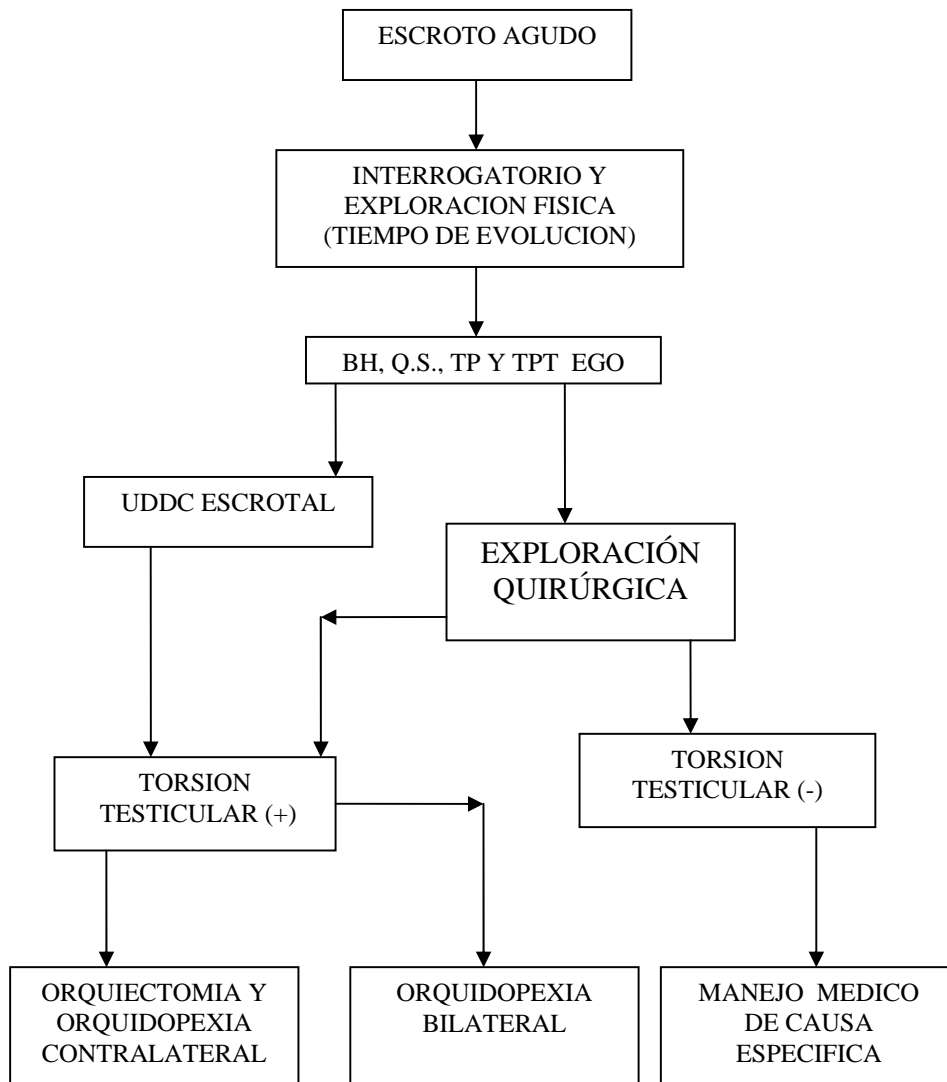 ESCROTO AGUDO
INTERROGATORIO Y
EXPLORACION FISICA
(TIEMPO DE EVOLUCION)
BH, Q.S., TP Y TPT EGO
UDDC ESCROTAL
EXPLORACIÓN
QUIRÚRGICA
TORSION
TESTICULAR (+)
TORSION
TESTICULAR (-)
ORQUIECTOMIA Y
ORQUIDOPEXIA
CONTRALATERAL
ORQUIDOPEXIA
BILATERAL
MANEJO MEDICO
DE CAUSA
ESPECIFICA